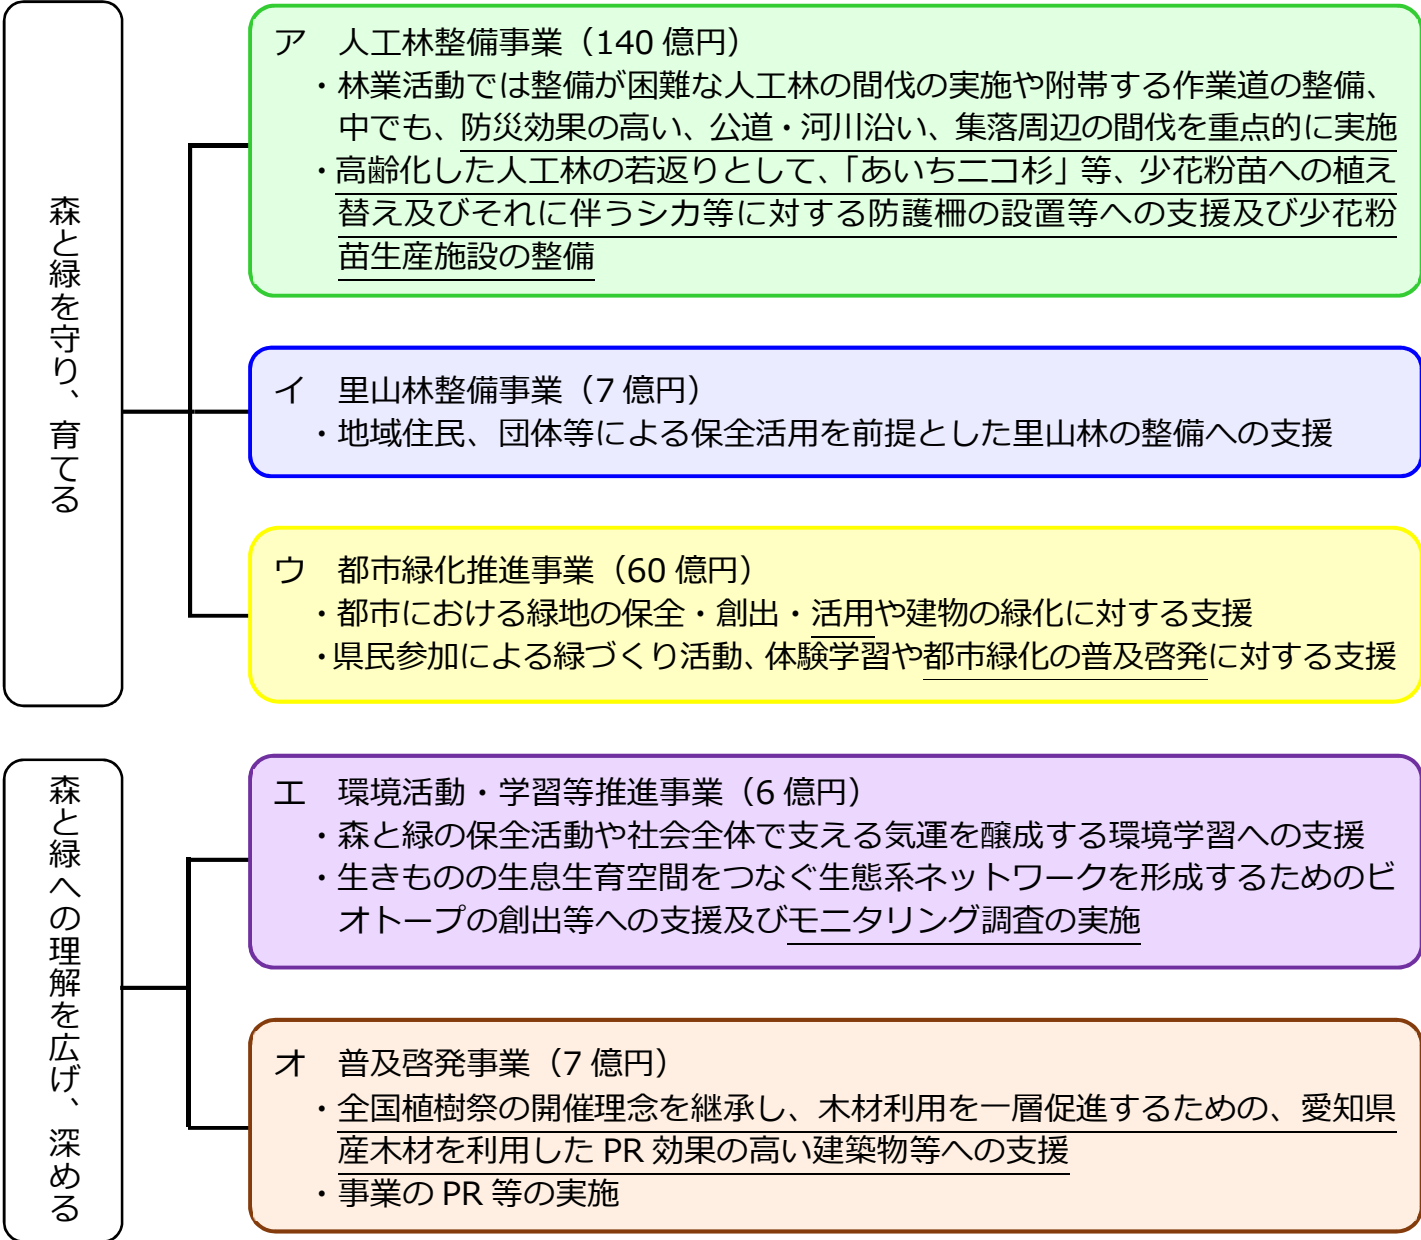 森と緑を守り、育てる
ア　人工林整備事業（140 億円）
・林業活動では整備が困難な人工林の間伐の実施や附帯する作業道の整備、
中でも、防災効果の高い、公道・河川沿い、集落周辺の間伐を重点的に実施
・高齢化した人工林の若返りとして、「あいちニコ杉」等、少花粉苗への植え
替え及びそれに伴うシカ等に対する防護柵の設置等への支援及び少花粉
苗生産施設の整備
イ　里山林整備事業（7 億円）
・地域住民、団体等による保全活用を前提とした里山林の整備への支援
ウ　都市緑化推進事業（60 億円）
・都市における緑地の保全・創出・活用や建物の緑化に対する支援
・県民参加による緑づくり活動、体験学習や都市緑化の普及啓発に対する支援
森と緑への理解を広げ、深める
エ　環境活動・学習等推進事業（6 億円）
・森と緑の保全活動や社会全体で支える気運を醸成する環境学習への支援
・生きものの生息生育空間をつなぐ生態系ネットワークを形成するためのビ
オトープの創出等への支援及びモニタリング調査の実施
オ　普及啓発事業（7 億円）
・全国植樹祭の開催理念を継承し、木材利用を一層促進するための、愛知県
産木材を利用した PR 効果の高い建築物等への支援
・事業の PR 等の実施